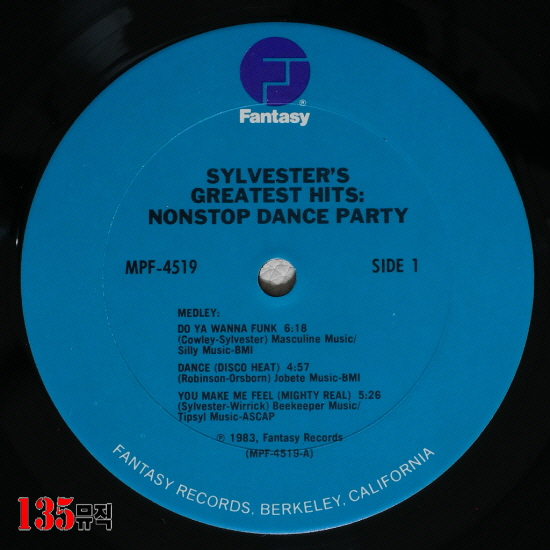 Fantasy
®
SYLVESTER'S
GREATEST HITS:
NONSTOP DANCE PARTY
MPF-4519 SIDE 1
MEDLEY:
DO YA WANNA FUNK 6:18
(Cowley-Sylvester) Masculine Music/
Silly Music-BMI
DANCE (DISCO HEAT) 4:57
(Robinson-Orsborn) Jobete Music-BMI
YOU MAKE ME FEEL (MIGHTY REAL) 5:26
(Sylvester-Wirrick) Beekeeper Music/
Tipsyl Music-ASCAP
℗ 1983, Fantasy Records
(MPF-4519-A)
FANTASY RECORDS, BERKELEY, CALIFORNIA
135뮤직